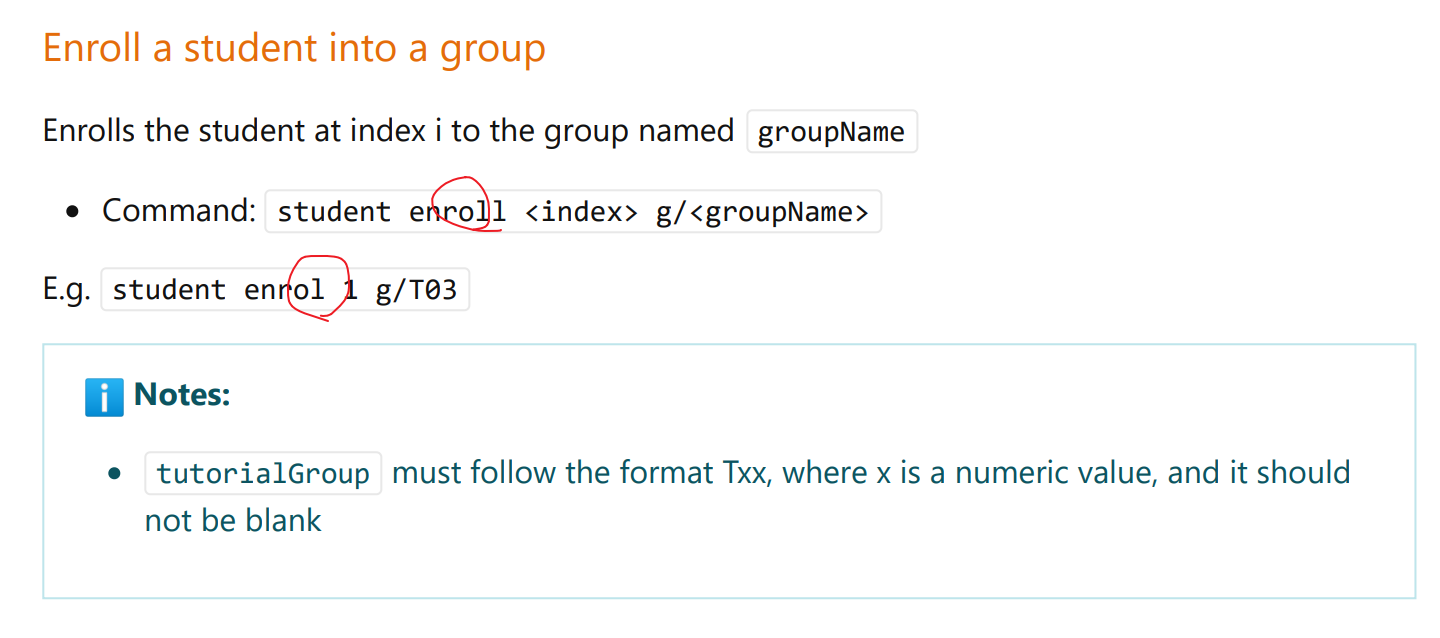 Enroll a student into a group
Enrolls the student at index i to the group named groupName
• Command: student enroll <index> g/<groupName>
E.g. student enrol 1 g/T03
i Notes:
• tutorialGroup must follow the format Txx, where x is a numeric value, and it should
not be blank